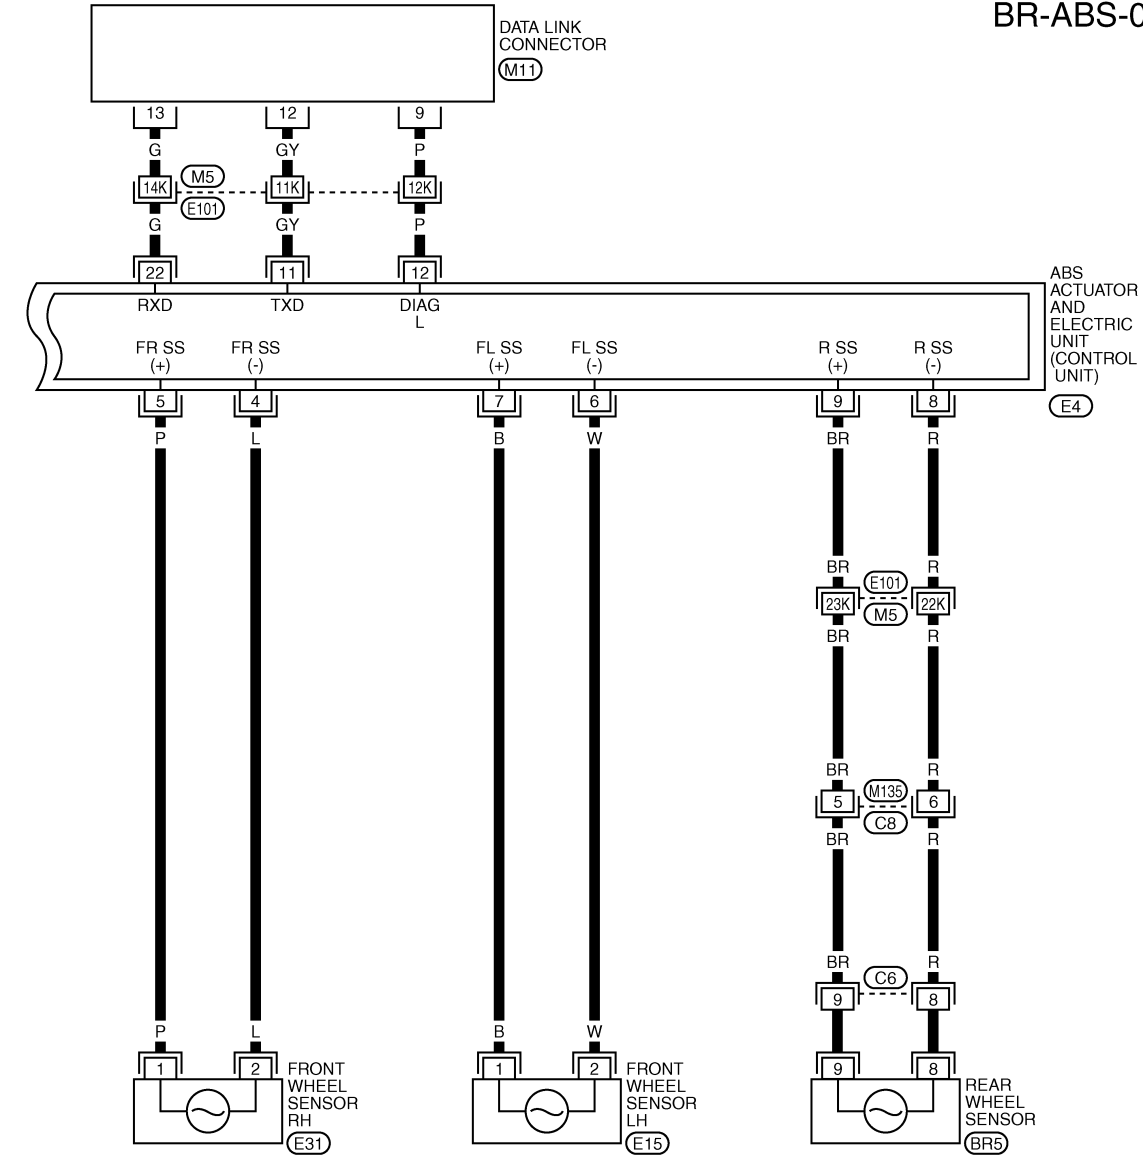 BR-ABS-0
DATA LINK
CONNECTOR
M11
13 12 9
G GY P
14K M5 11K 12K
E101
G GY P
22 11 12
RXD TXD DIAG
L
ABS
ACTUATOR
AND
ELECTRIC
UNIT
(CONTROL
UNIT)
E4
FR SS FR SS FL SS FL SS R SS R SS
(+) (-) (+) (-) (+) (-)
5 4 7 6 9 8
P L B W BR R
BR R
E101
23K 22K
M5
BR R
BR R
M135
5 6
C8
BR R
BR R
C6
9 8
P L B W
1 2 1 2 9 8
FRONT
WHEEL
SENSOR
RH
E31
FRONT
WHEEL
SENSOR
LH
E15
REAR
WHEEL
SENSOR
BR5